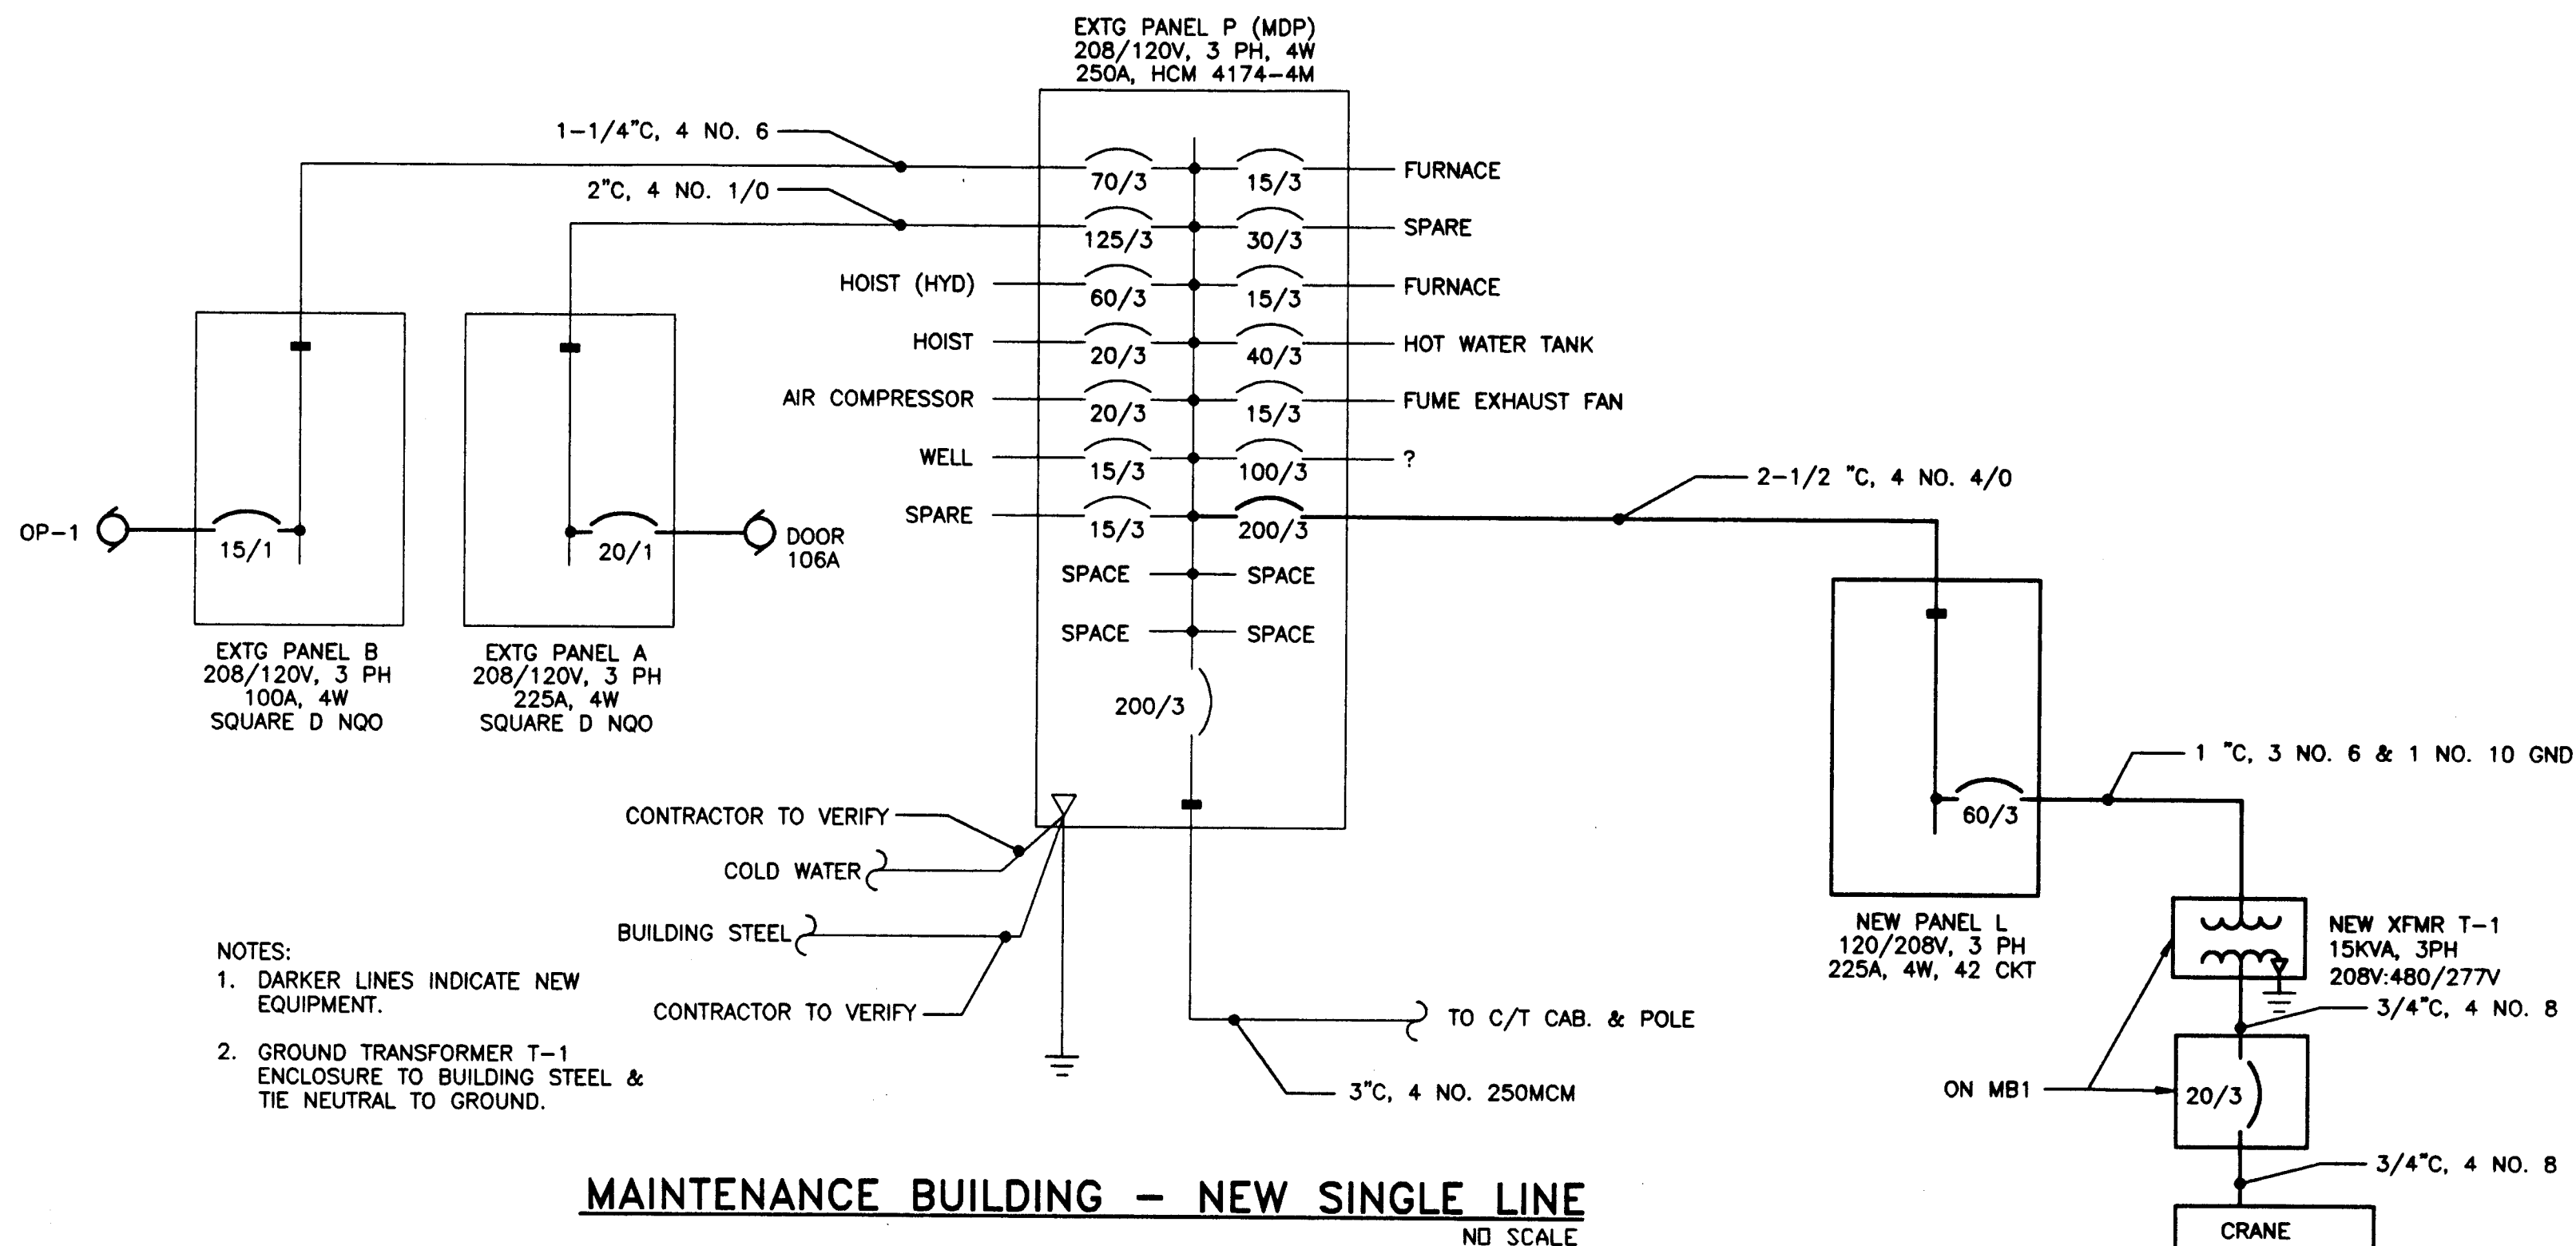 EXTG PANEL P (MDP)
208/120V, 3 PH, 4W
250A, HCM 4174-4M
1-1/4"C, 4 NO. 6
70/3
15/3
FURNACE
2"C, 4 NO. 1/0
125/3
30/3
SPARE
HOIST (HYD)
60/3
15/3
FURNACE
HOIST
20/3
40/3
HOT WATER TANK
AIR COMPRESSOR
20/3
15/3
FUME EXHAUST FAN
WELL
15/3
100/3
?
SPARE
15/3
200/3
2-1/2 "C, 4 NO. 4/0
SPACE
SPACE
SPACE
SPACE
200/3
OP-1
15/1
20/1
DOOR
106A
EXTG PANEL B
208/120V, 3 PH
100A, 4W
SQUARE D NQO
EXTG PANEL A
208/120V, 3 PH
225A, 4W
SQUARE D NQO
60/3
1 "C, 3 NO. 6 & 1 NO. 10 GND
NEW PANEL L
120/208V, 3 PH
225A, 4W, 42 CKT
NEW XFMR T-1
15KVA, 3PH
208V:480/277V
3/4"C, 4 NO. 8
ON MB1
20/3
3/4"C, 4 NO. 8
CRANE
CONTRACTOR TO VERIFY
COLD WATER
BUILDING STEEL
CONTRACTOR TO VERIFY
TO C/T CAB. & POLE
3"C, 4 NO. 250MCM
NOTES:
1. DARKER LINES INDICATE NEW
EQUIPMENT.
2. GROUND TRANSFORMER T-1
ENCLOSURE TO BUILDING STEEL &
TIE NEUTRAL TO GROUND.
MAINTENANCE BUILDING - NEW SINGLE LINE
NO SCALE